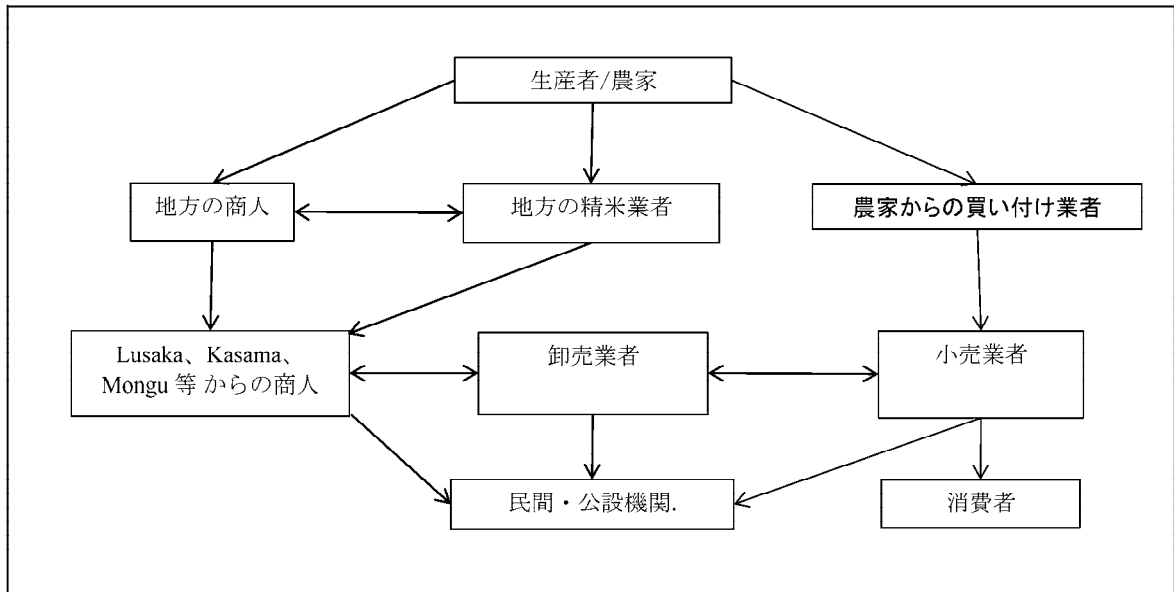 生産者/農家
地方の商人
地方の精米業者
農家からの買い付け業者
Lusaka、Kasama、
Mongu 等 からの商人
卸売業者
小売業者
民間・公設機関.
消費者